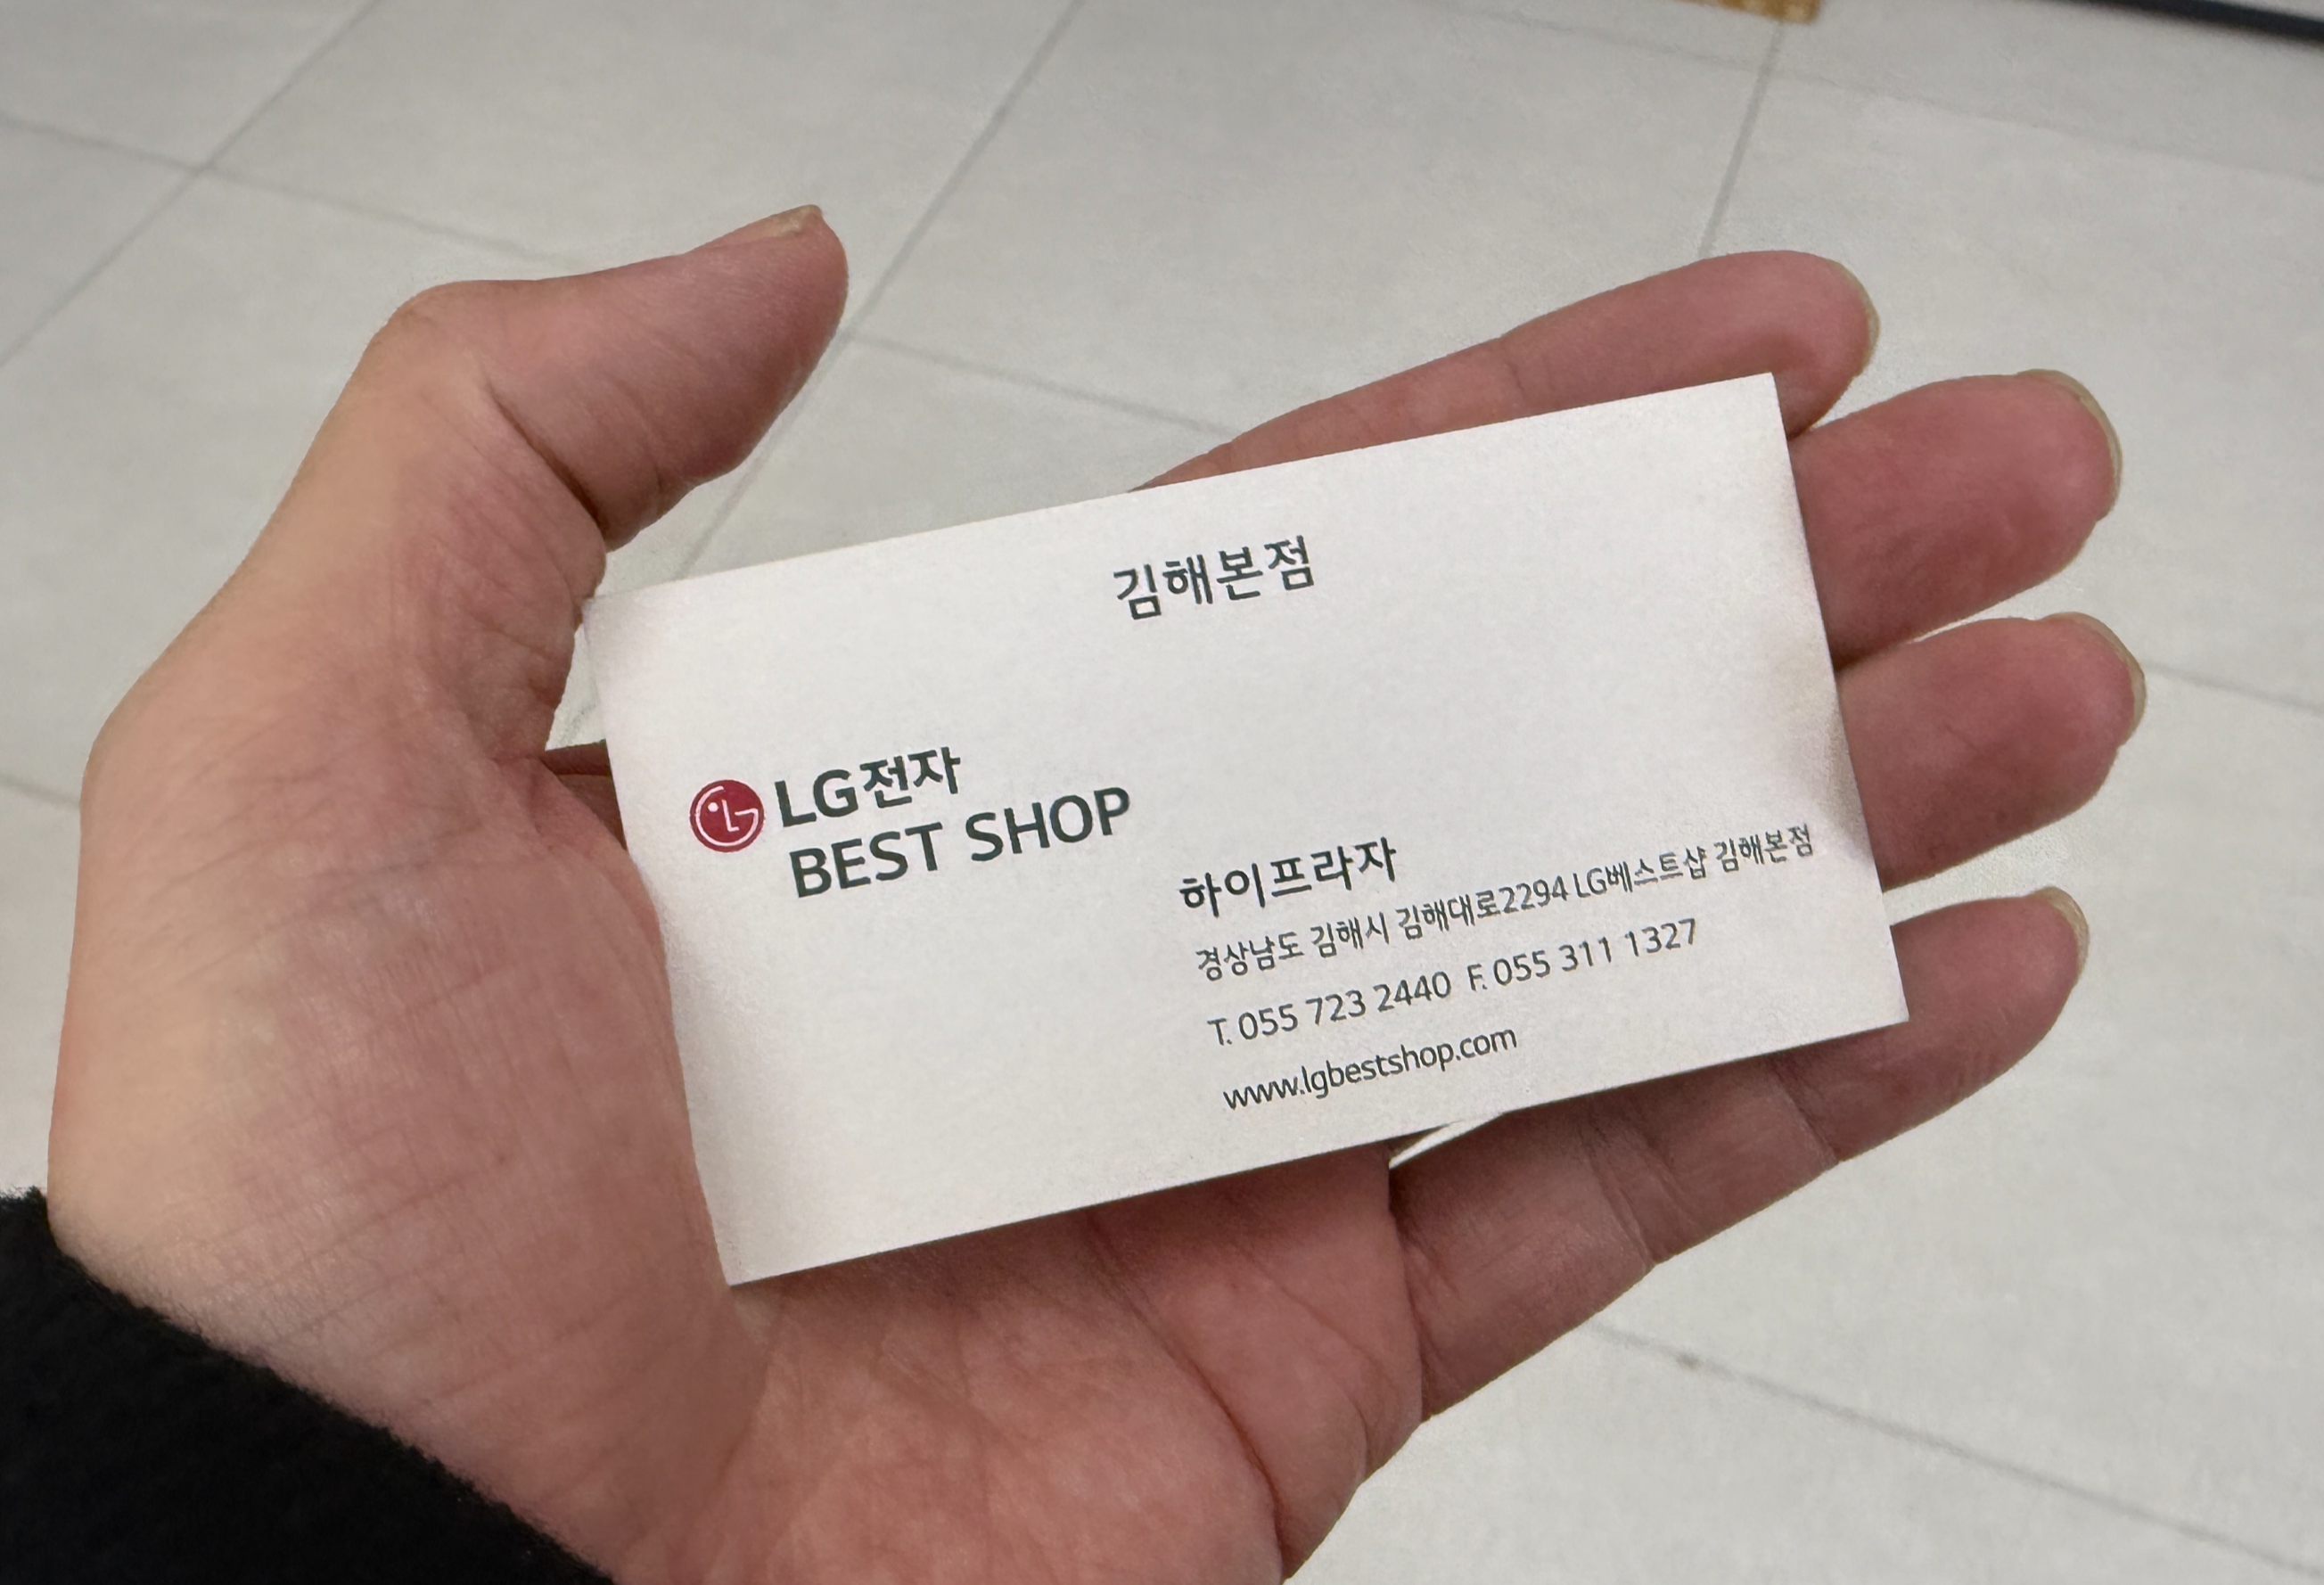 김해본점
LG전자
BEST SHOP
하이프라자
경상남도 김해시 김해대로2294 LG베스트샵 김해본점
T. 055 723 2440 F. 055 311 1327
www.lgbestshop.com